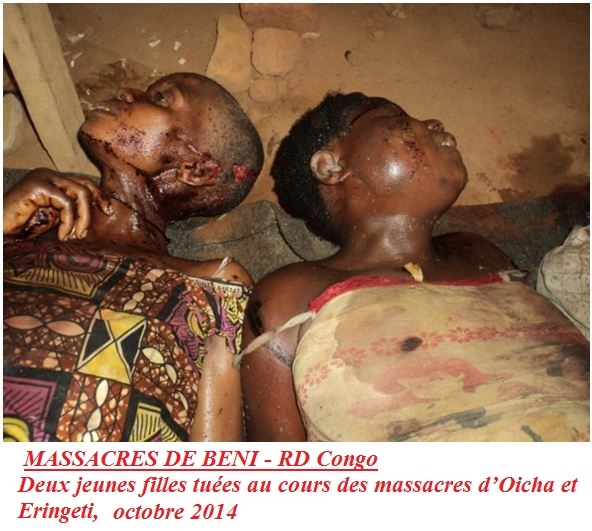 MASSACRES DE BENI - RD Congo
Deux jeunes filles tuées au cours des massacres d'Oicha et
Eringeti, octobre 2014